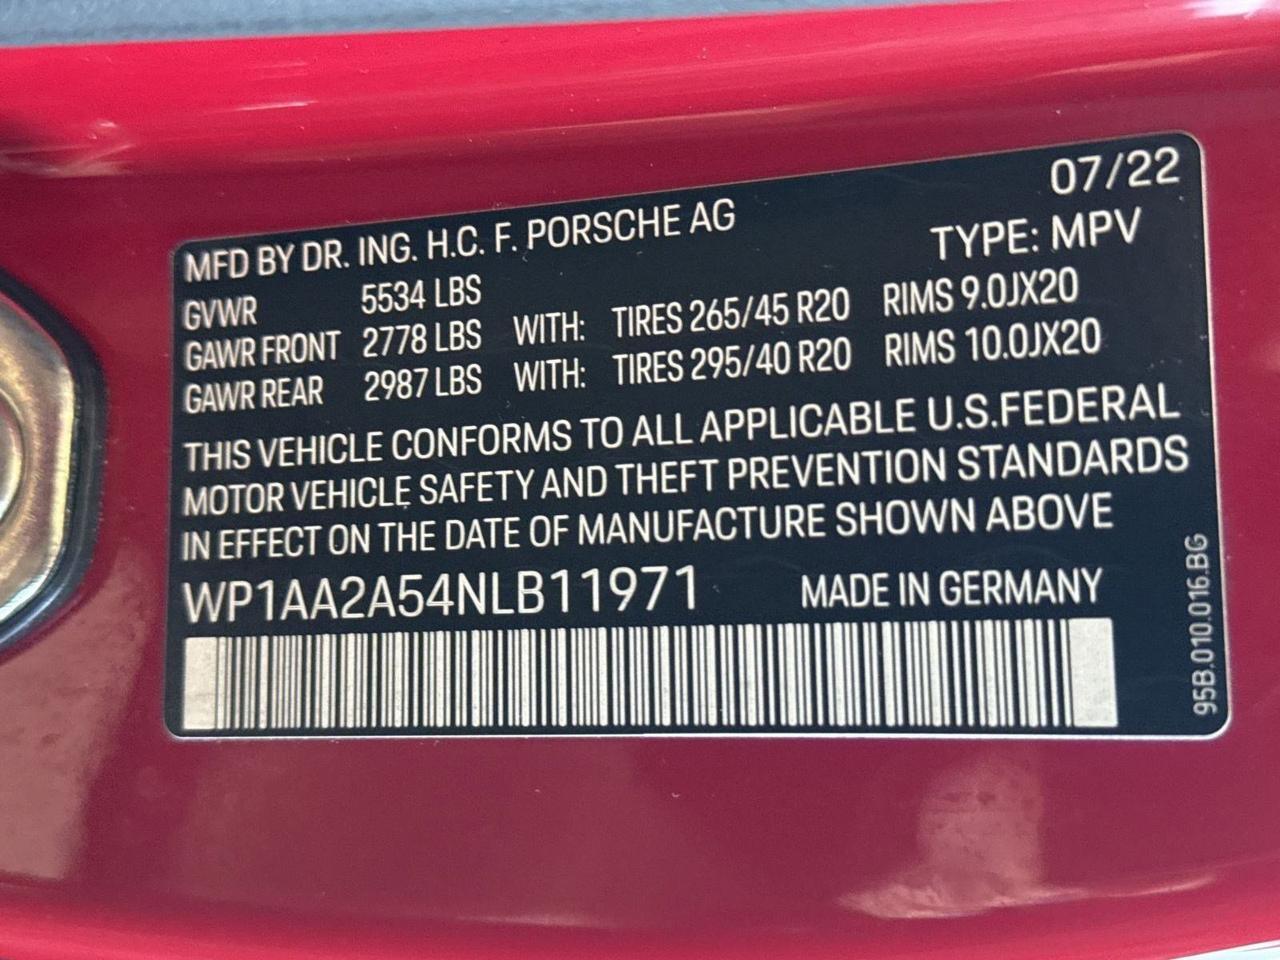 07/22
MFD BY DR. ING. H.C. F. PORSCHE AG TYPE: MPV
GVWR 5534 LBS
GAWR FRONT 2778 LBS WITH: TIRES 265/45 R20 RIMS 9.0JX20
GAWR REAR 2987 LBS WITH: TIRES 295/40 R20 RIMS 10.0JX20
THIS VEHICLE CONFORMS TO ALL APPLICABLE U.S.FEDERAL
MOTOR VEHICLE SAFETY AND THEFT PREVENTION STANDARDS
IN EFFECT ON THE DATE OF MANUFACTURE SHOWN ABOVE
WP1AA2A54NLB11971 MADE IN GERMANY
95B.010.016.BG